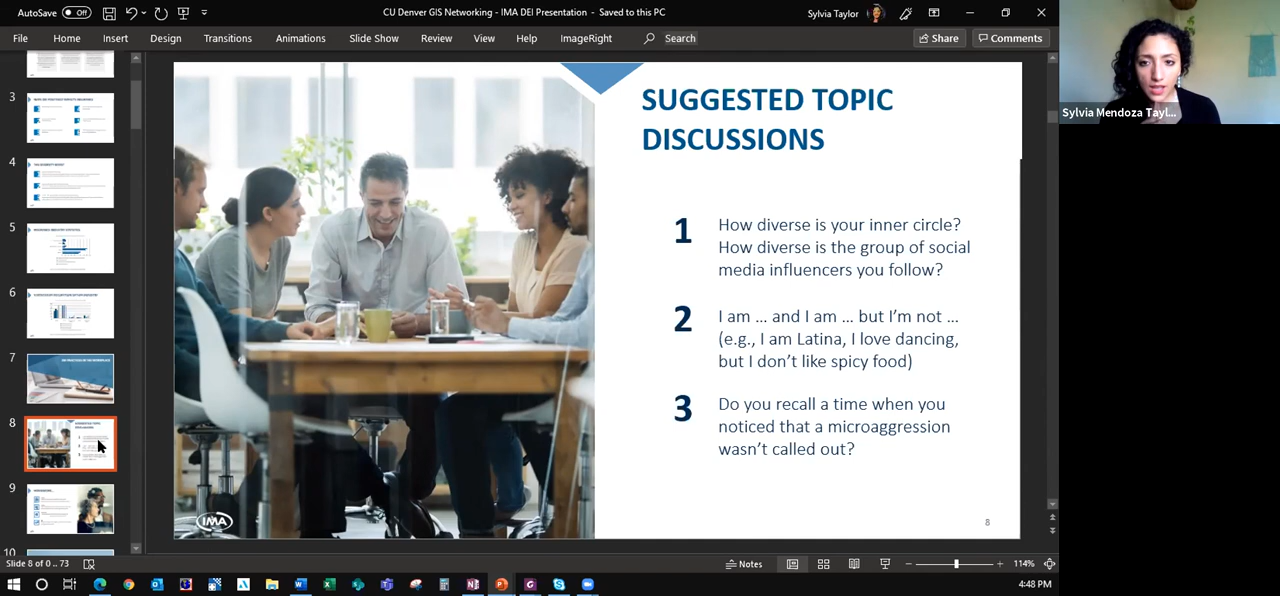 AutoSave Off
CU Denver GIS Networking - IMA DEI Presentation - Saved to this PC
Sylvia Taylor
File Home Insert Design Transitions Animations Slide Show Review View Help ImageRight Search Share Comments
3
4
5
6
7
8
9
10
SUGGESTED TOPIC
DISCUSSIONS
1
How diverse is your inner circle?
How diverse is the group of social
media influencers you follow?
2
I am ... and I am ... but I'm not ...
(e.g., I am Latina, I love dancing,
but I don't like spicy food)
3
Do you recall a time when you
noticed that a microaggression
wasn't called out?
IMA
8
Sylvia Mendoza Tayl...
Slide 8 of 0 .. 73
Notes
114%
4:48 PM